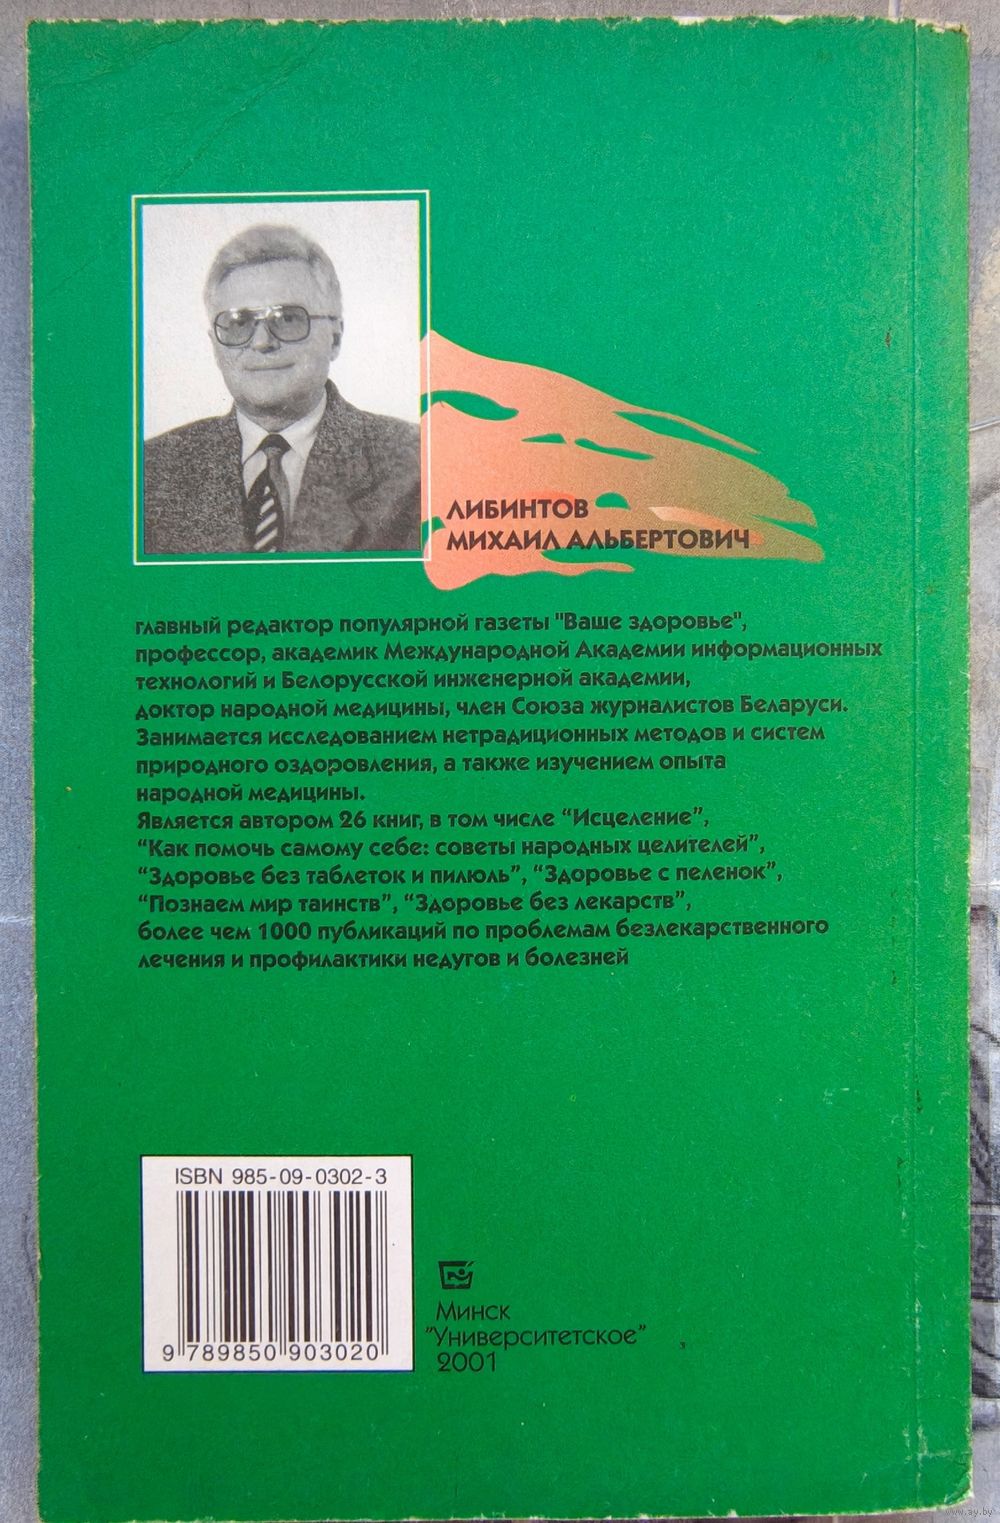 ЛИБИНТОВ
МИХАИЛ АЛЬБЕРТОВИЧ
главный редактор популярной газеты "Ваше здоровье",
профессор, академик Международной Академии информационных
технологий и Белорусской инженерной академии,
доктор народной медицины, член Союза журналистов Беларуси.
Занимается исследованием нетрадиционных методов и систем
природного оздоровления, а также изучением опыта
народной медицины.
Является автором 26 книг, в том числе “Исцеление”,
“Как помочь самому себе: советы народных целителей”,
“Здоровье без таблеток и пилюль”, “Здоровье с пеленок”,
“Познаем мир таинств”, “Здоровье без лекарств”,
более чем 1000 публикаций по проблемам безлекарственного
лечения и профилактики недугов и болезней
ISBN 985-09-0302-3
9 789850 903020
Минск
"Университетское"
2001
www.ay.by